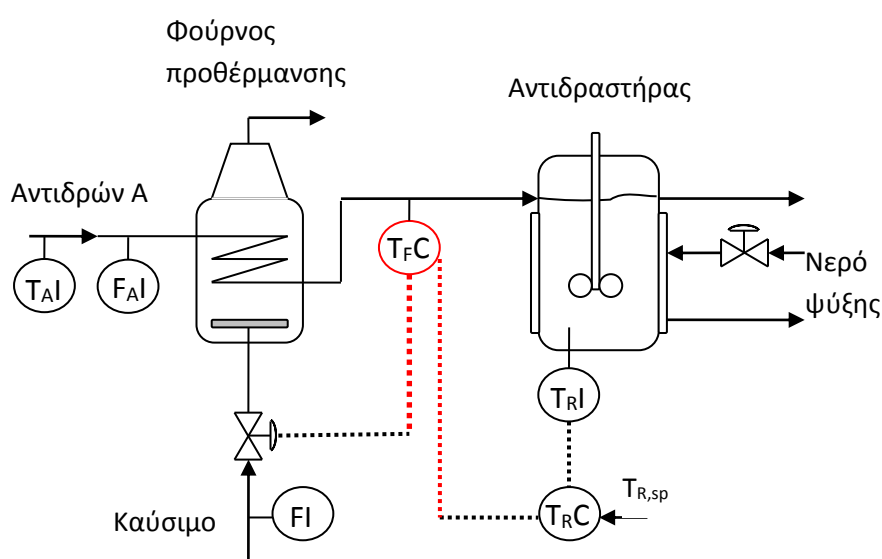 Φούρνος
προθέρμανσης
Αντιδραστήρας
Αντιδρών Α
TAI
FAI
TFC
Νερό
ψύξης
TRI
TR,sp
Καύσιμο
FI
TRC